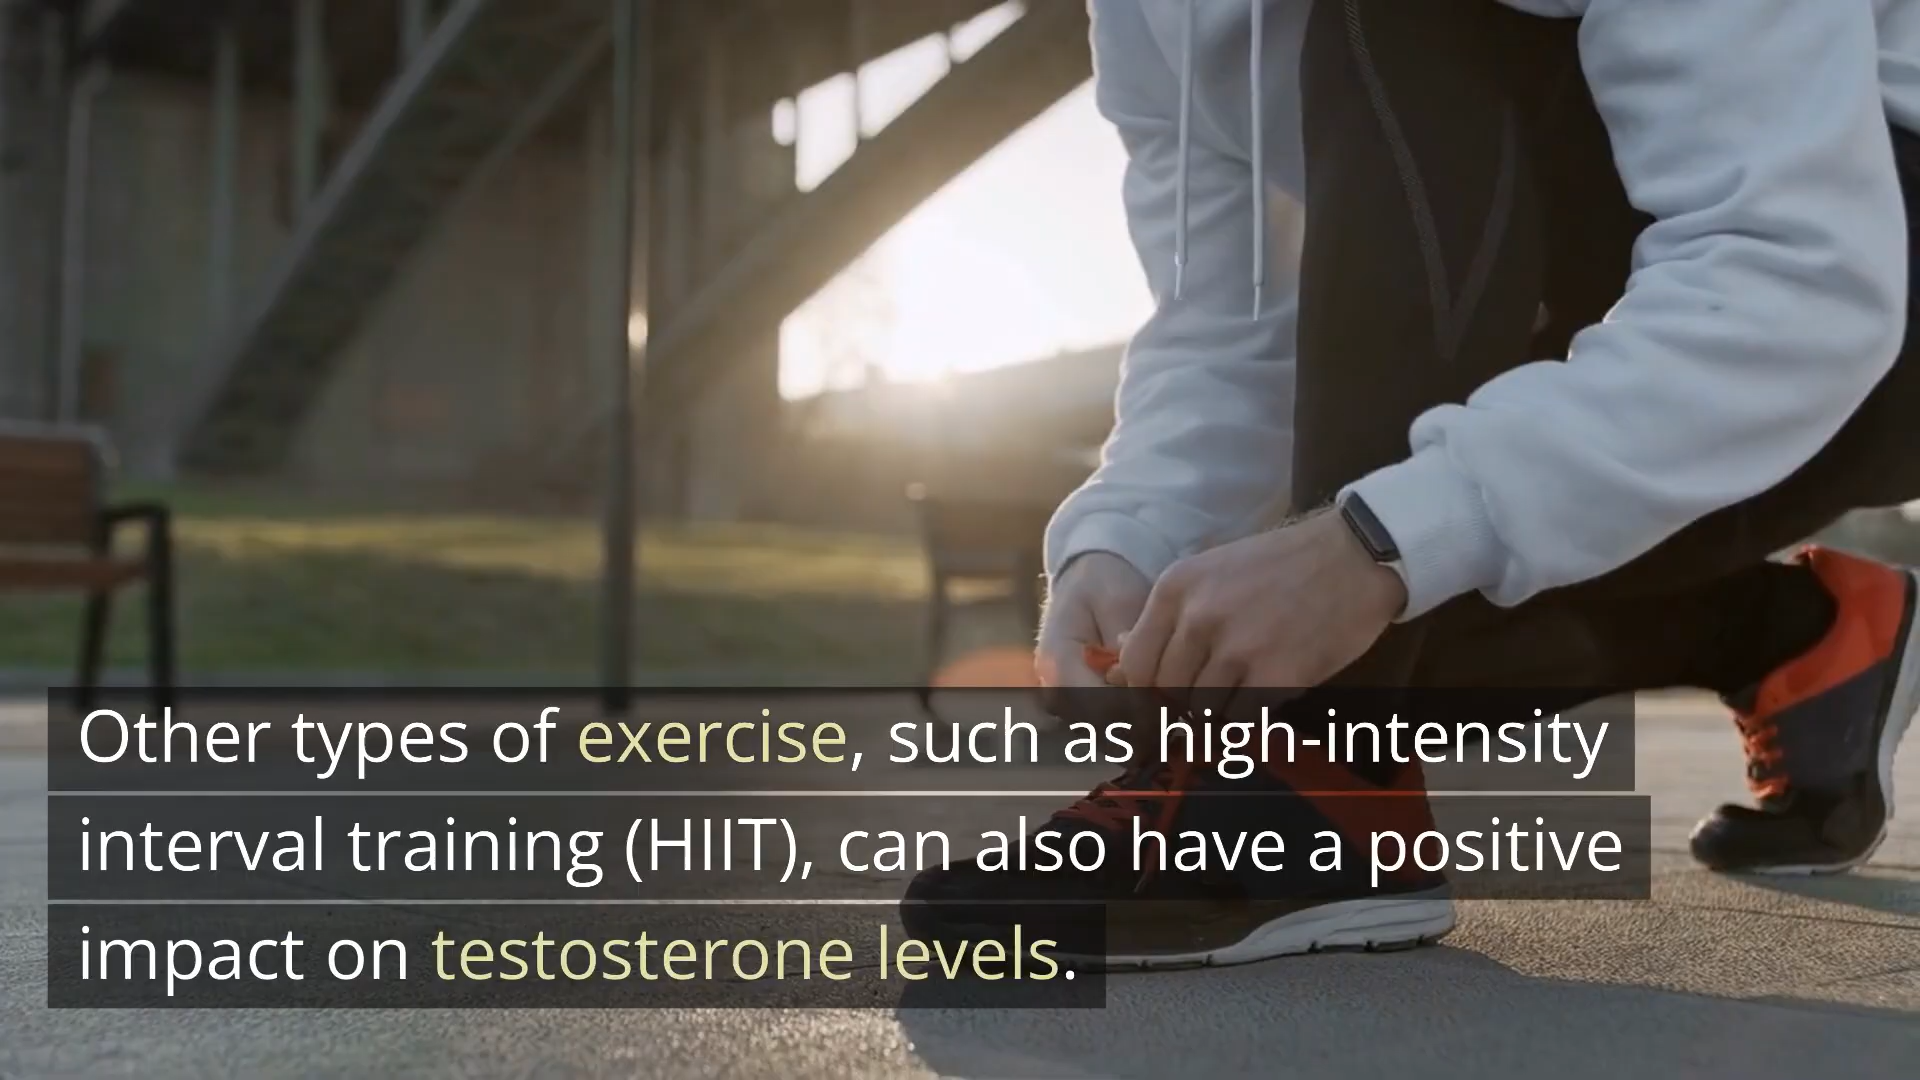 Other types of exercise, such as high-intensity
interval training (HIIT), can also have a positive
impact on testosterone levels.